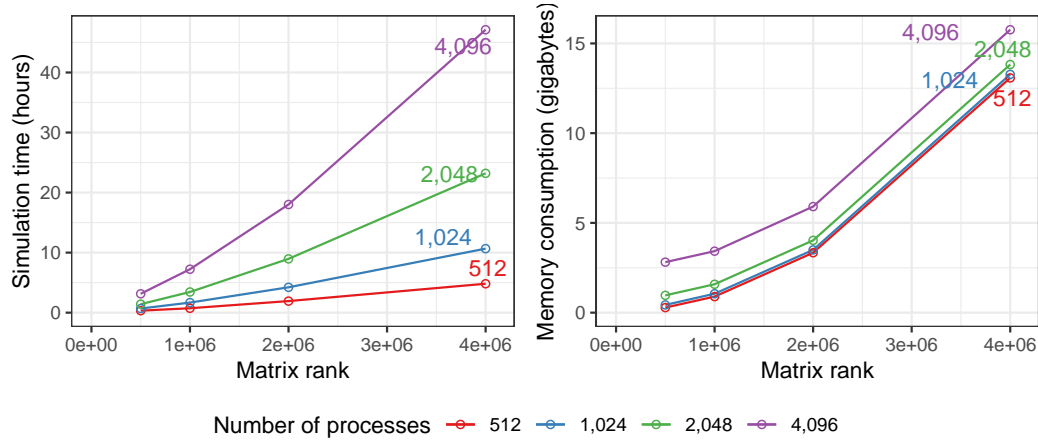 Simulation time (hours)
40
30
20
10
0
4,096
2,048
1,024
512
0e+00 1e+06 2e+06 3e+06 4e+06
Matrix rank
Memory consumption (gigabytes)
15
10
5
0
4,096
2,048
1,024
512
0e+00 1e+06 2e+06 3e+06 4e+06
Matrix rank
Number of processes 512 1,024 2,048 4,096